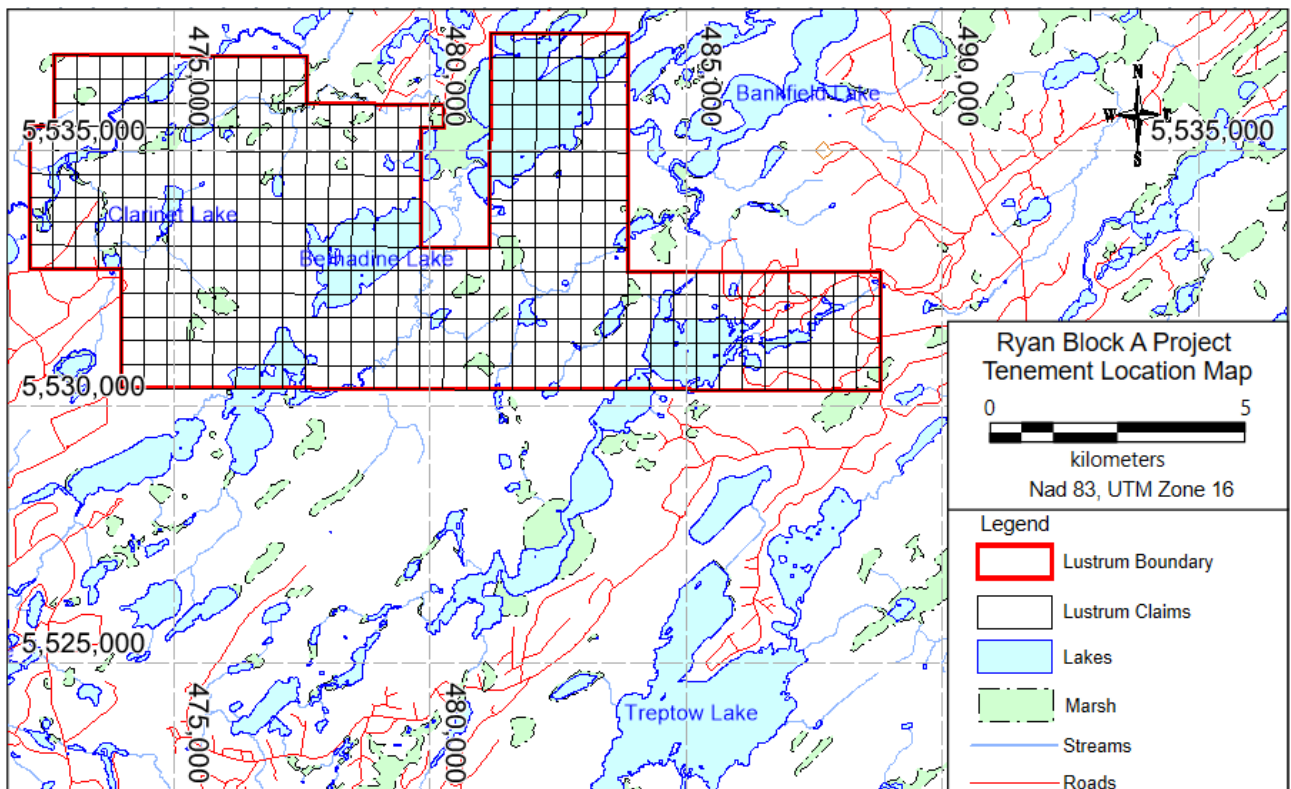 475,000
480,000
485,000
490,000
Bankfield Lake
N
W
E
S
5,535,000
5,535,000
Clarinet Lake
Bernadine Lake
5,530,000
Ryan Block A Project
Tenement Location Map
0
5
kilometers
Nad 83, UTM Zone 16
Legend
Lustrum Boundary
Lustrum Claims
Lakes
Marsh
Streams
Roads
5,525,000
475,000
480,000
Treptow Lake